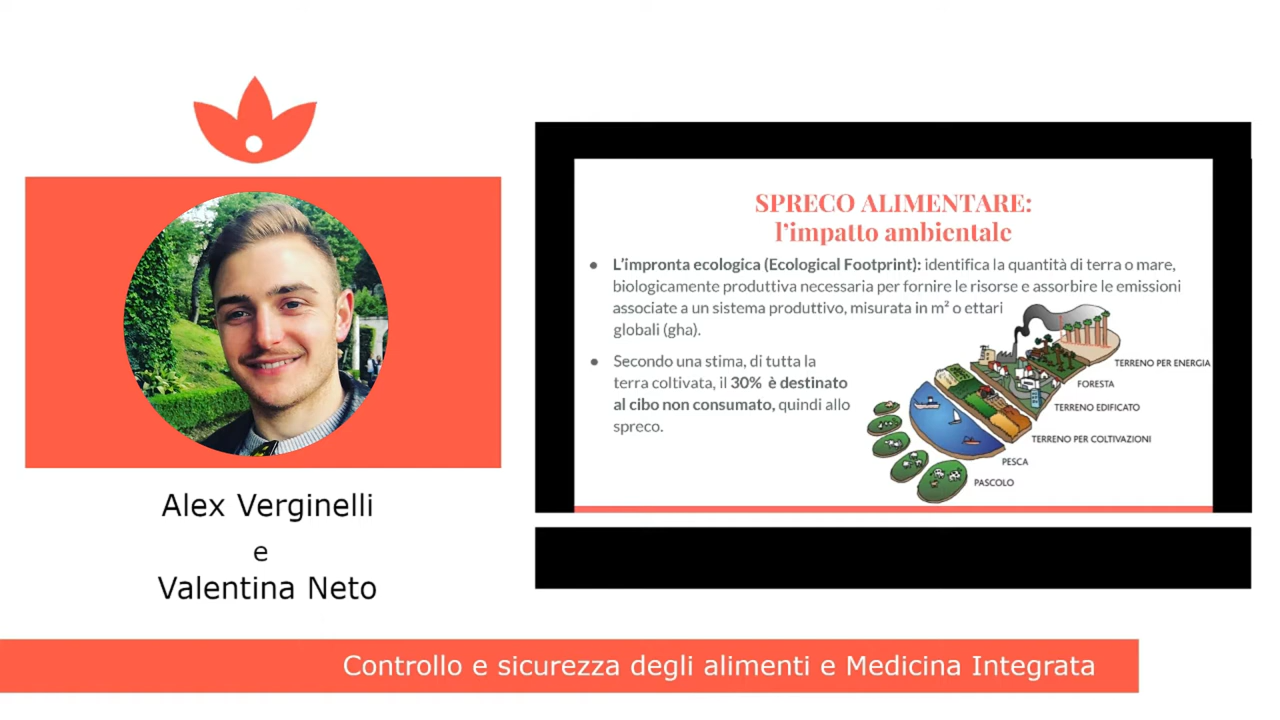 Alex Verginelli
e
Valentina Neto
SPRECO ALIMENTARE:
l'impatto ambientale
● L'impronta ecologica (Ecological Footprint): identifica la quantità di terra o mare,
biologicamente produttiva necessaria per fornire le risorse e assorbire le emissioni
associate a un sistema produttivo, misurata in m² o ettari
globali (gha).
● Secondo una stima, di tutta la
terra coltivata, il 30% è destinato
al cibo non consumato, quindi allo
spreco.
TERRENO PER ENERGIA
FORESTA
TERRENO EDIFICATO
TERRENO PER COLTIVAZIONI
PESCA
PASCOLO
Controllo e sicurezza degli alimenti e Medicina Integrata